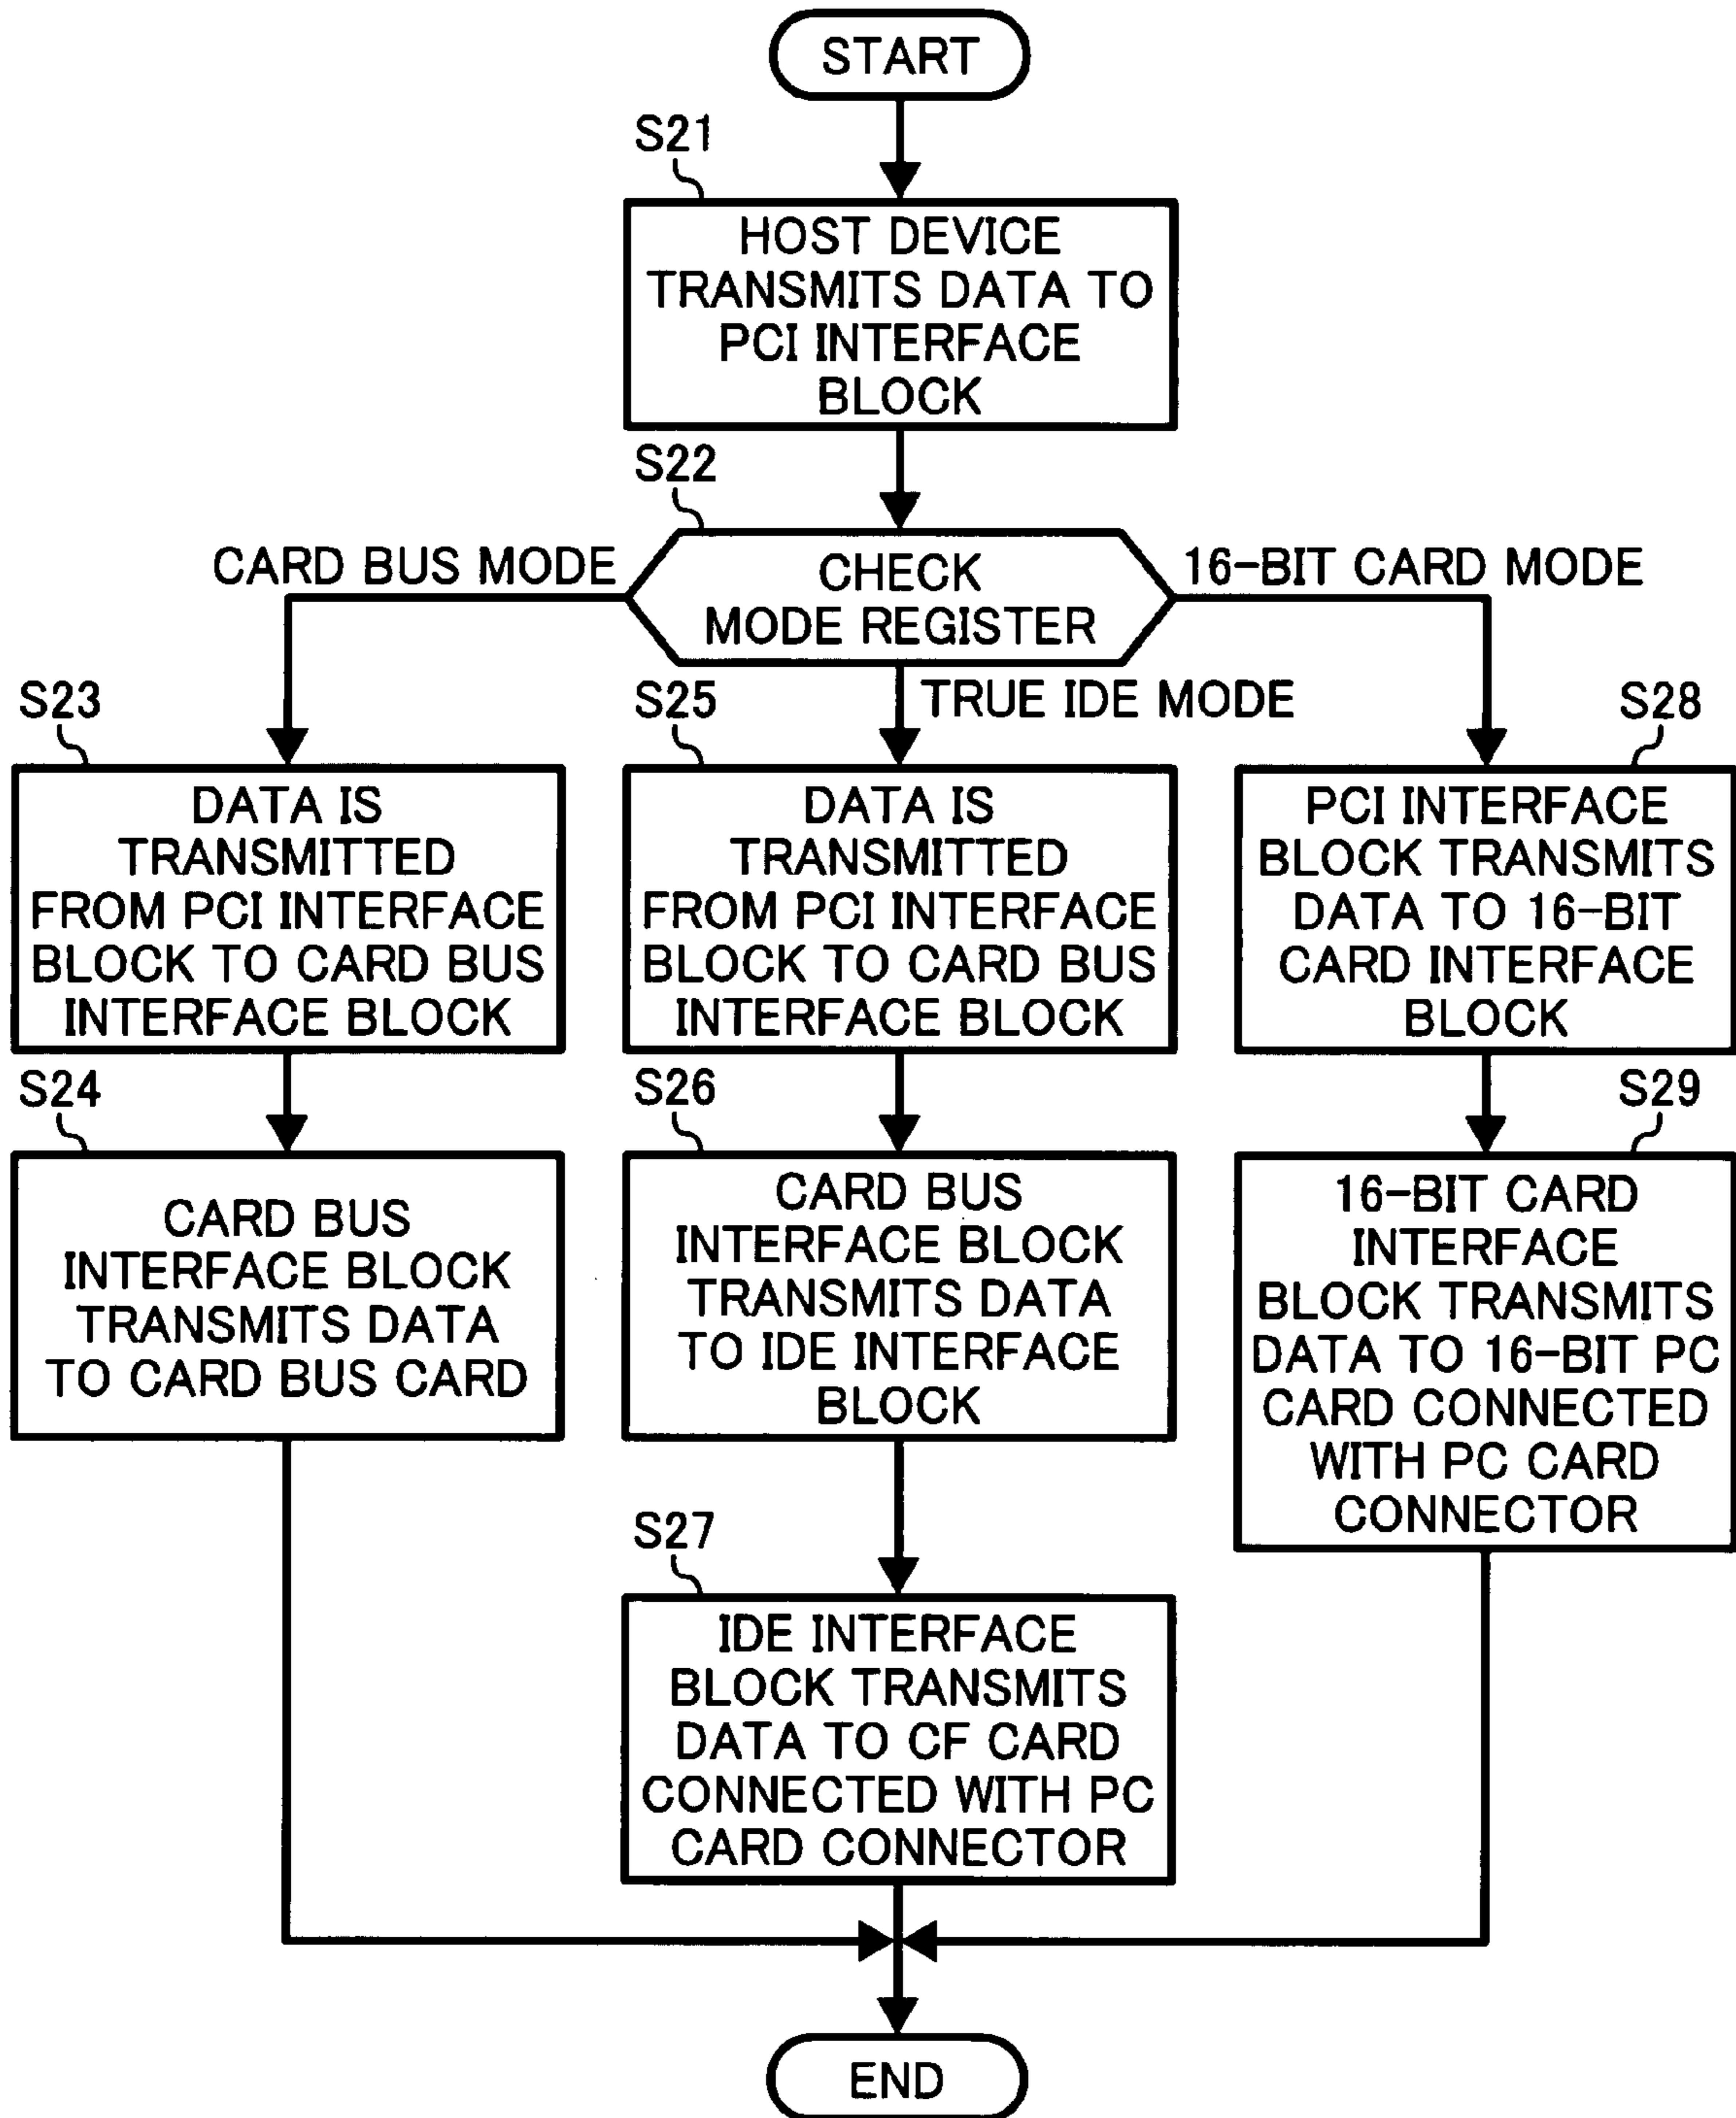 START
S21
HOST DEVICE
TRANSMITS DATA TO
PCI INTERFACE
BLOCK
S22
CARD BUS MODE
CHECK
MODE REGISTER
16-BIT CARD MODE
TRUE IDE MODE
S23
DATA IS
TRANSMITTED
FROM PCI INTERFACE
BLOCK TO CARD BUS
INTERFACE BLOCK
S24
CARD BUS
INTERFACE BLOCK
TRANSMITS DATA
TO CARD BUS CARD
S25
DATA IS
TRANSMITTED
FROM PCI INTERFACE
BLOCK TO CARD BUS
INTERFACE BLOCK
S26
CARD BUS
INTERFACE BLOCK
TRANSMITS DATA
TO IDE INTERFACE
BLOCK
S27
IDE INTERFACE
BLOCK TRANSMITS
DATA TO CF CARD
CONNECTED WITH PC
CARD CONNECTOR
S28
PCI INTERFACE
BLOCK TRANSMITS
DATA TO 16-BIT
CARD INTERFACE
BLOCK
S29
16-BIT CARD
INTERFACE
BLOCK TRANSMITS
DATA TO 16-BIT PC
CARD CONNECTED
WITH PC CARD
CONNECTOR
END